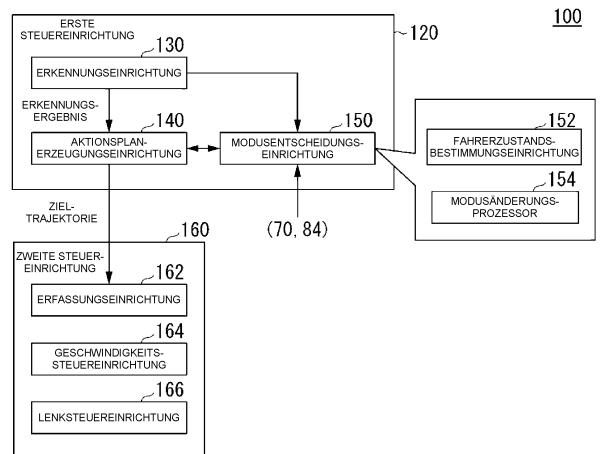 100
ERSTE
STEUEREINRICHTUNG
120
130
ERKENNUNGSEINRICHTUNG
ERKENNUNGS-
ERGEBNIS
140
AKTIONSPLAN-
ERZEUGUNGSEINRICHTUNG
150
MODUSENTSCHEIDUNGS-
EINRICHTUNG
152
FAHRERZUSTANDS-
BESTIMMUNGSEINRICHTUNG
154
MODUSÄNDERUNGS-
PROZESSOR
ZIEL-
TRAJEKTORIE
(70, 84)
160
ZWEITE STEUER-
EINRICHTUNG
162
ERFASSUNGSEINRICHTUNG
164
GESCHWINDIGKEITS-
STEUEREINRICHTUNG
166
LENKSTEUEREINRICHTUNG